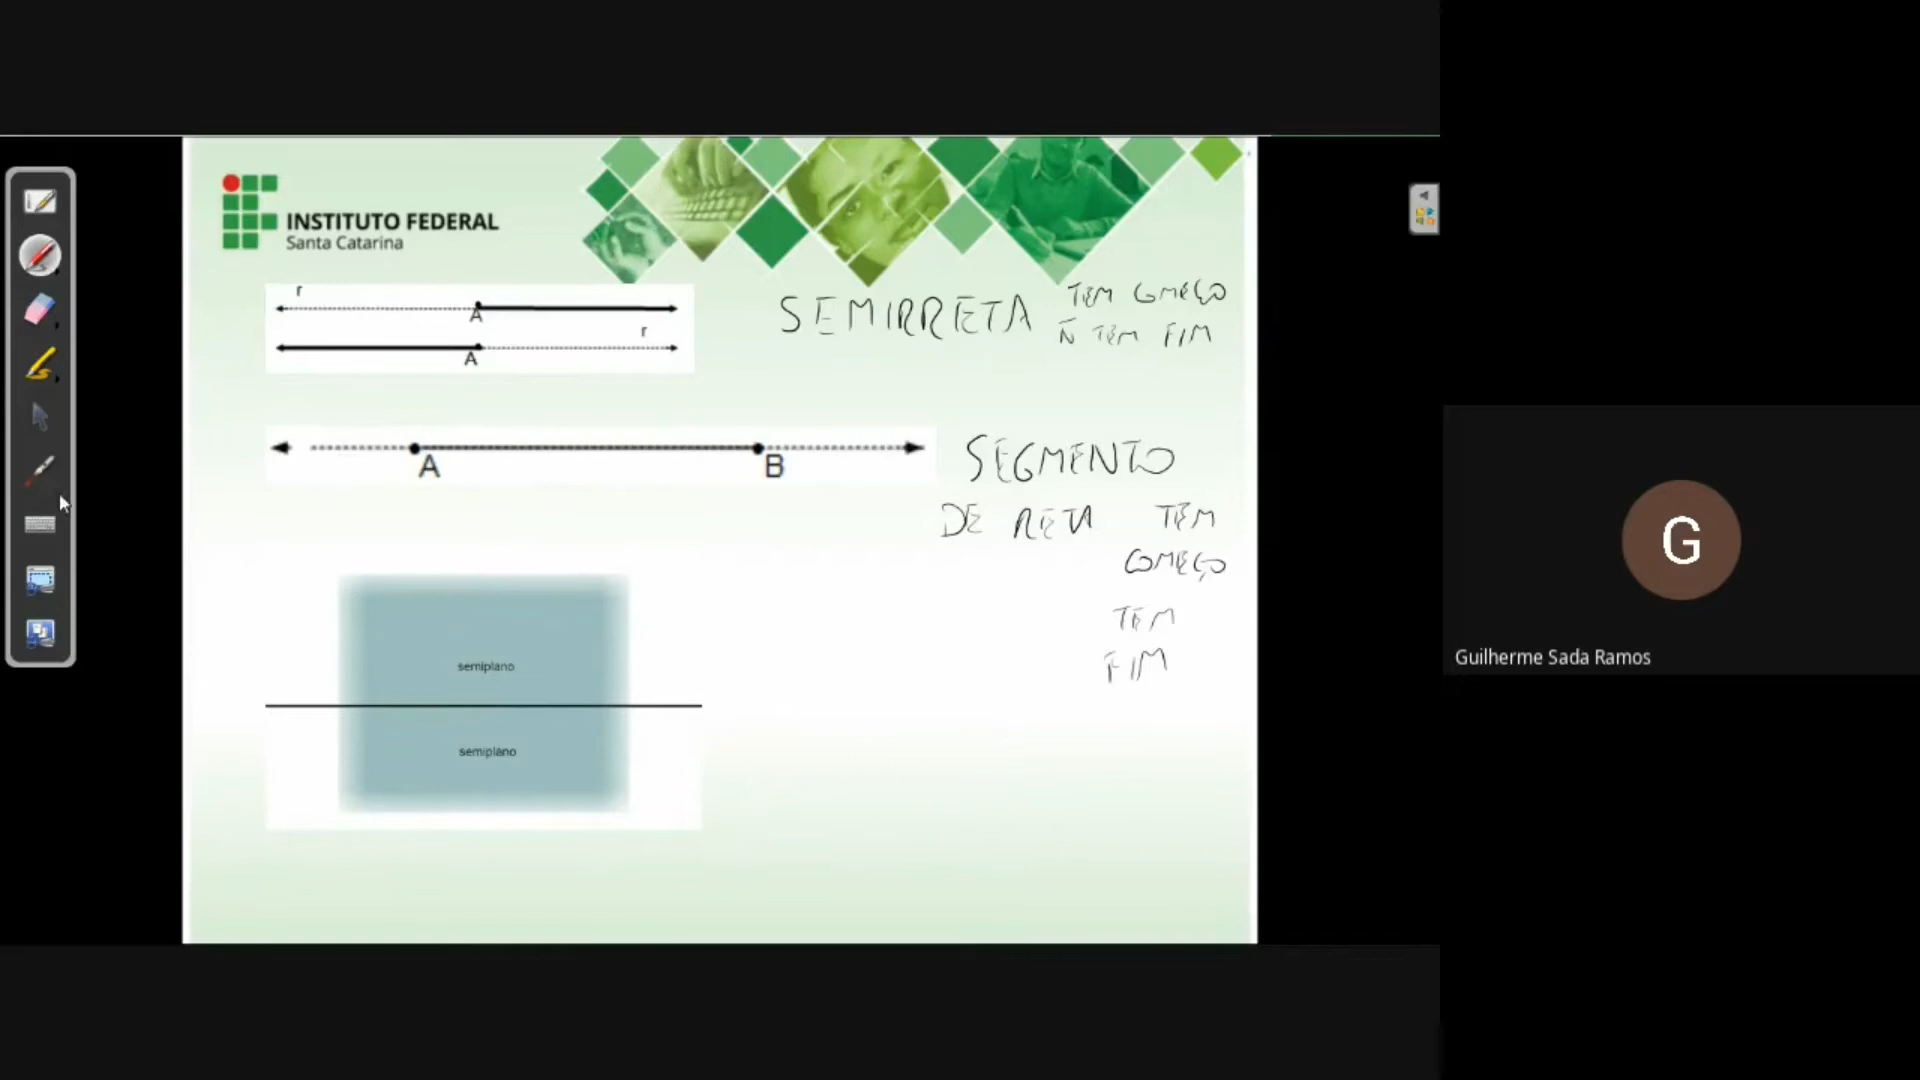 INSTITUTO FEDERAL
Santa Catarina
r
A
r
A
SEMIRRETA TEM COMEÇO
Ñ TEM FIM
A B
SEGMENTO
DE RETA TEM
COMEÇO
TEM
FIM
semiplano
semiplano
G
Guilherme Sada Ramos